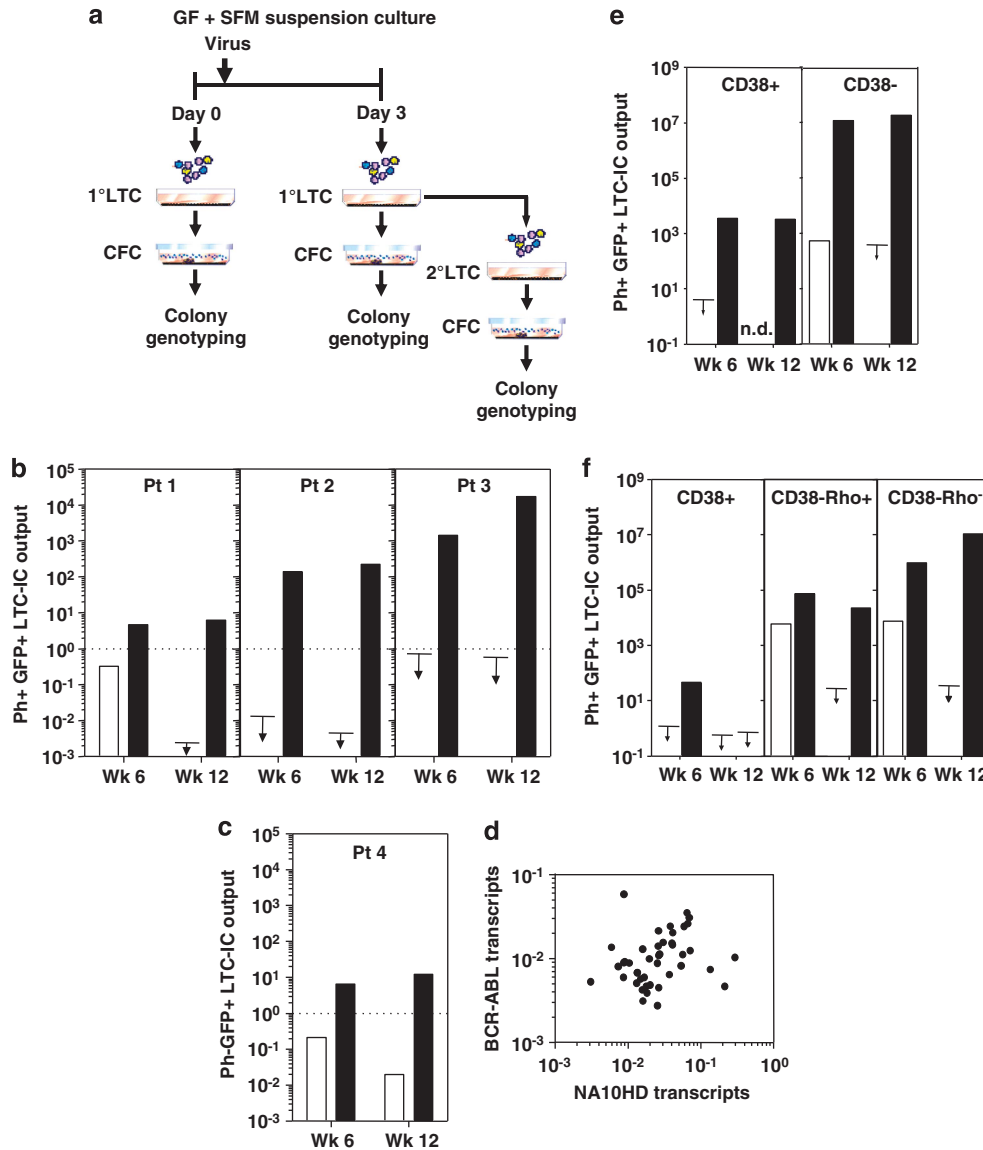 a
GF + SFM suspension culture
Virus
Day 0
Day 3
1°LTC
1°LTC
CFC
CFC
2°LTC
CFC
Colony
genotyping
Colony
genotyping
Colony
genotyping
e
Ph+ GFP+ LTC-IC output
10⁹
10⁷
10⁵
10³
10¹
10⁻¹
CD38+
CD38-
n.d.
Wk 6
Wk 12
Wk 6
Wk 12
b
Ph+ GFP+ LTC-IC output
10⁵
10⁴
10³
10²
10¹
10⁰
10⁻¹
10⁻²
10⁻³
Pt 1
Pt 2
Pt 3
Wk 6
Wk 12
Wk 6
Wk 12
Wk 6
Wk 12
f
Ph+ GFP+ LTC-IC output
10⁹
10⁷
10⁵
10³
10¹
10⁻¹
CD38+
CD38-Rho+
CD38-Rho⁻
Wk 6
Wk 12
Wk 6
Wk 12
Wk 6
Wk 12
c
Ph-GFP+ LTC-IC output
10⁵
10⁴
10³
10²
10¹
10⁰
10⁻¹
10⁻²
10⁻³
Pt 4
Wk 6
Wk 12
d
BCR-ABL transcripts
10⁻¹
10⁻²
10⁻³
10⁻³
10⁻²
10⁻¹
10⁰
NA10HD transcripts